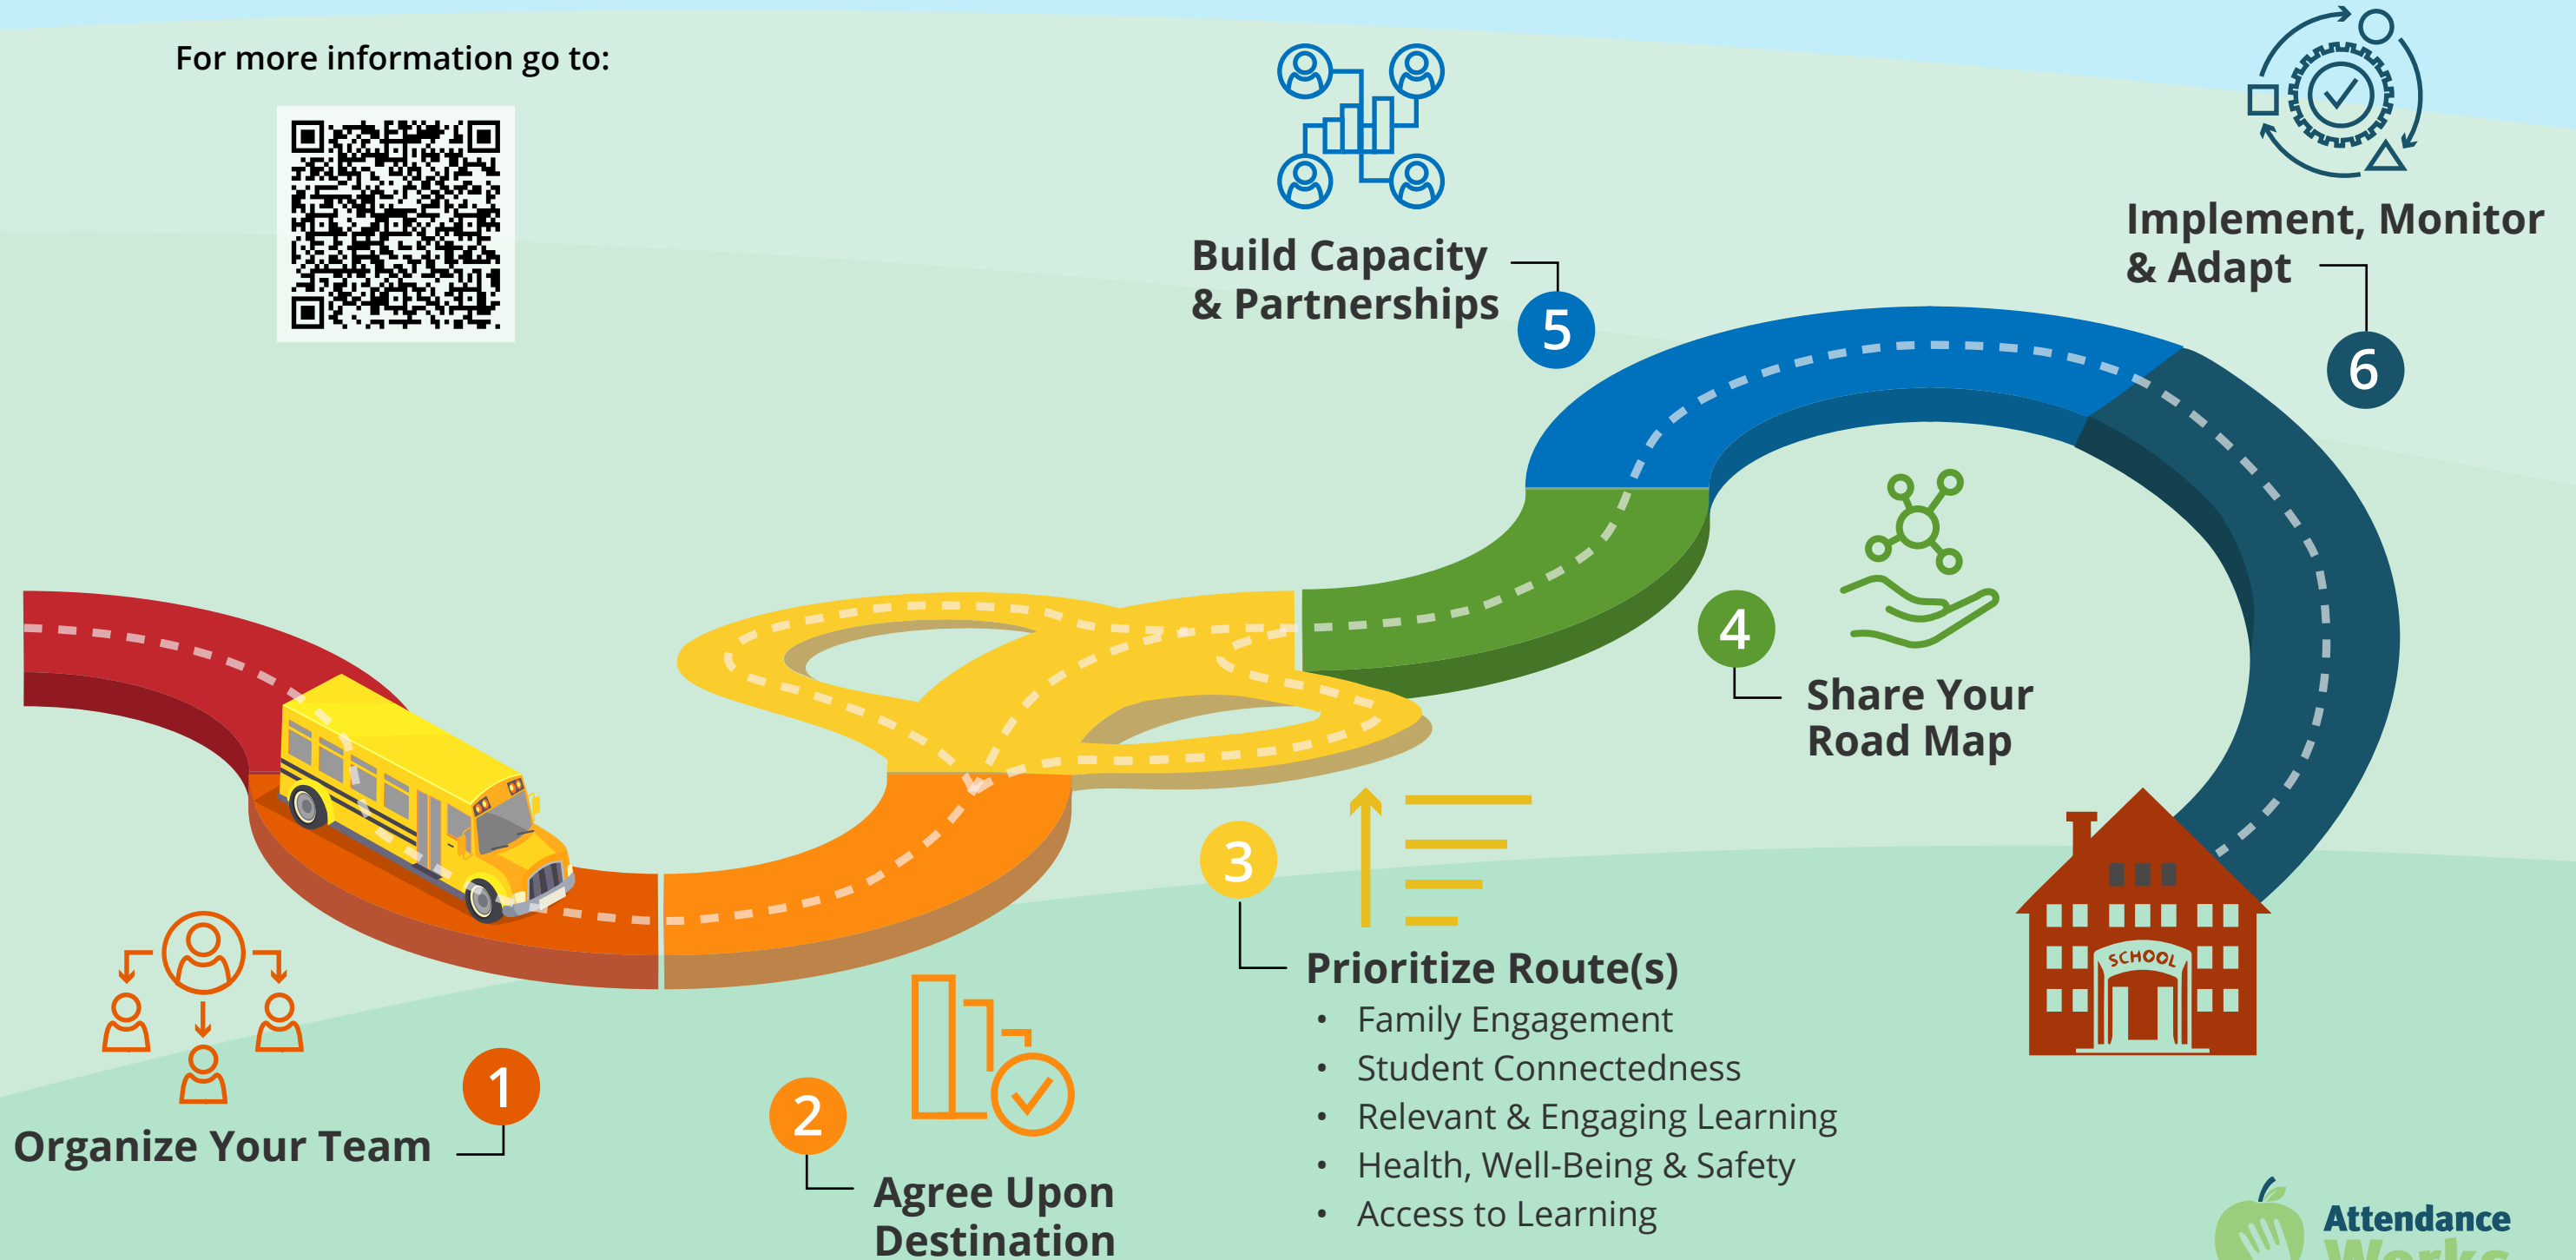 For more information go to:
Build Capacity
& Partnerships
5
Implement, Monitor
& Adapt
6
4
Share Your
Road Map
3
Prioritize Route(s)
• Family Engagement
• Student Connectedness
• Relevant & Engaging Learning
• Health, Well-Being & Safety
• Access to Learning
SCHOOL
1
Organize Your Team
2
Agree Upon
Destination
Attendance
Works